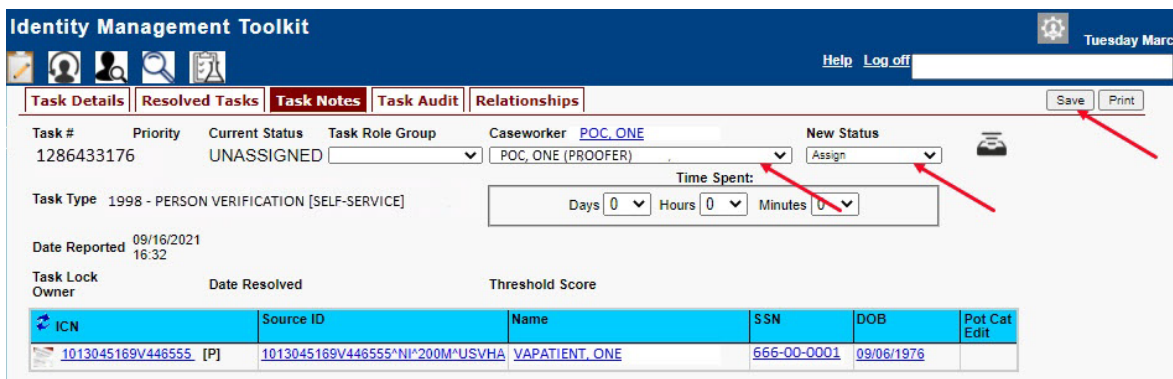 Identity Management Toolkit
Tuesday Marc
Help Log off
Task Details Resolved Tasks Task Notes Task Audit Relationships Save Print
Task # Priority Current Status Task Role Group Caseworker POC, ONE New Status
1286433176 UNASSIGNED POC, ONE (PROOFER) Assign
Time Spent:
Task Type 1998 - PERSON VERIFICATION [SELF-SERVICE] Days 0 Hours 0 Minutes 0
Date Reported 09/16/2021
16:32
Task Lock
Owner Date Resolved Threshold Score
ICN Source ID Name SSN DOB Pot Cat
Edit
1013045169V446555 [P] 1013045169V446555^NI^200M^USVHA VAPATIENT, ONE 666-00-0001 09/06/1976